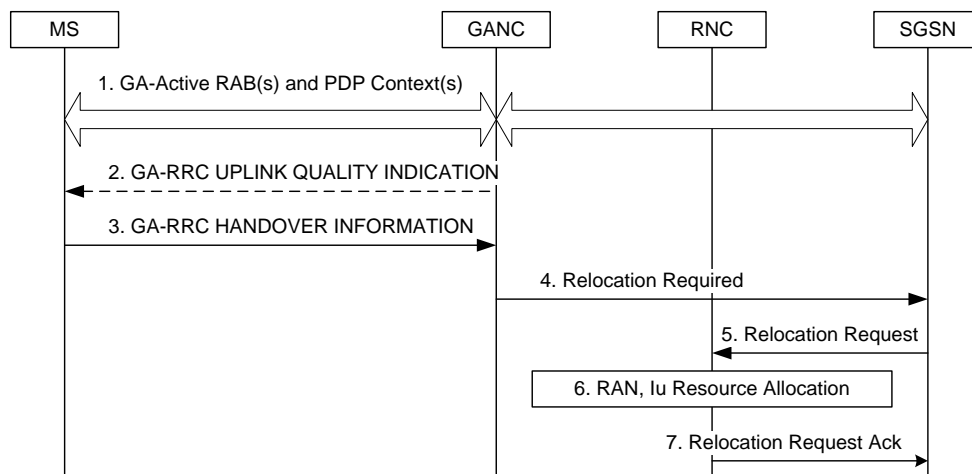 MS
GANC
RNC
SGSN
1. GA-Active RAB(s) and PDP Context(s)
2. GA-RRC UPLINK QUALITY INDICATION
3. GA-RRC HANDOVER INFORMATION
4. Relocation Required
5. Relocation Request
6. RAN, Iu Resource Allocation
7. Relocation Request Ack